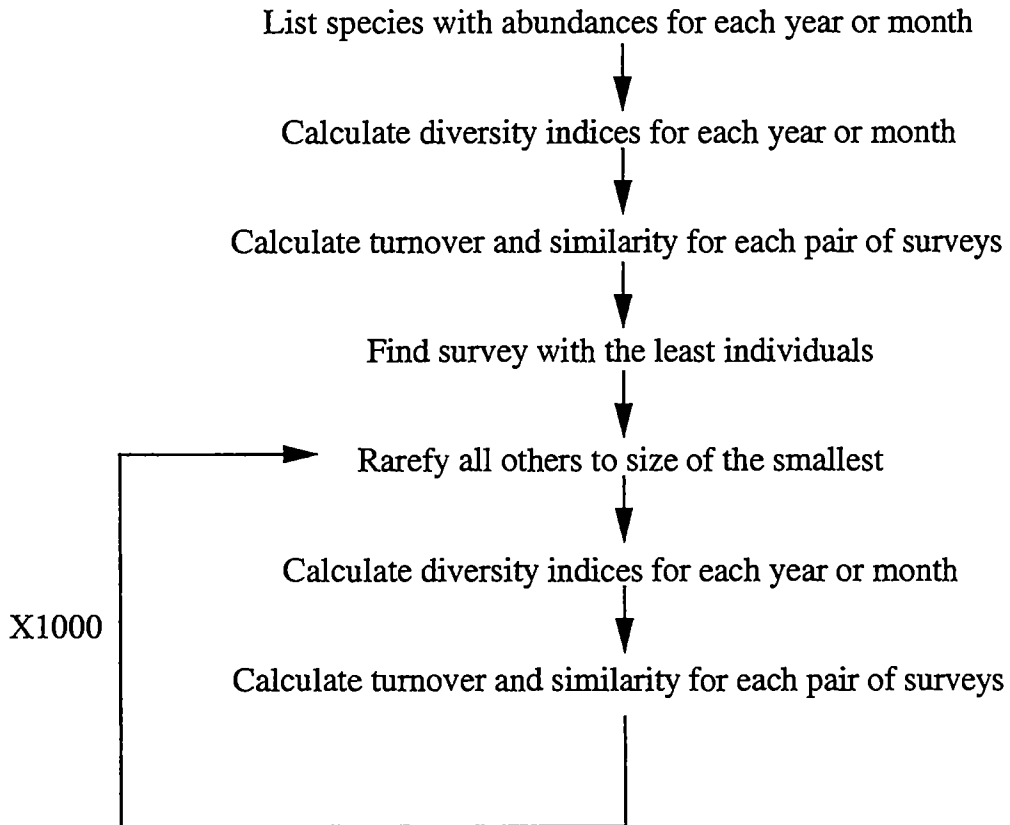 List species with abundances for each year or month
Calculate diversity indices for each year or month
Calculate turnover and similarity for each pair of surveys
Find survey with the least individuals
Rarefy all others to size of the smallest
Calculate diversity indices for each year or month
X1000
Calculate turnover and similarity for each pair of surveys